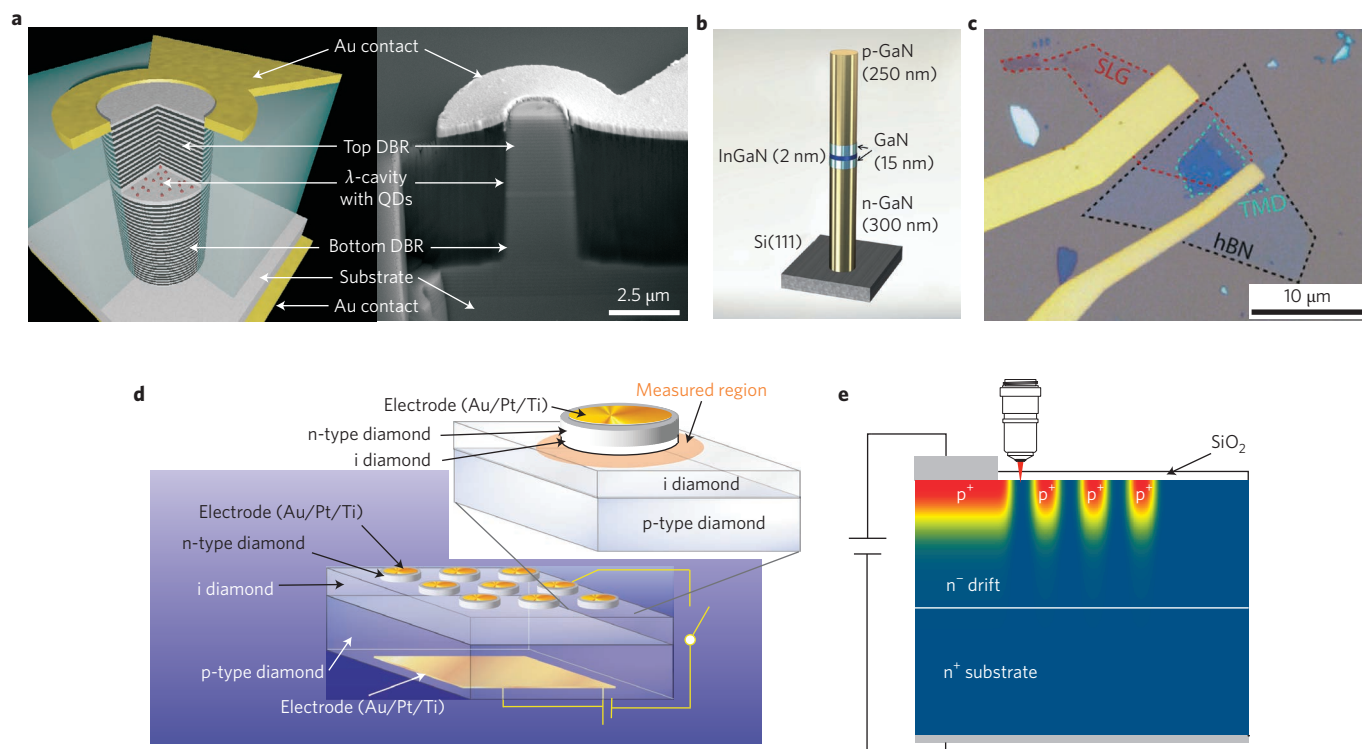 a
Au contact
Top DBR
λ-cavity
with QDs
Bottom DBR
Substrate
Au contact
2.5 μm
b
p-GaN
(250 nm)
GaN
(15 nm)
InGaN (2 nm)
n-GaN
(300 nm)
Si(111)
c
SLG
TMD
hBN
10 μm
d
Measured region
Electrode (Au/Pt/Ti)
n-type diamond
i diamond
i diamond
p-type diamond
Electrode (Au/Pt/Ti)
n-type diamond
i diamond
p-type diamond
Electrode (Au/Pt/Ti)
e
SiO₂
p⁺ p⁺ p⁺ p⁺
n⁻ drift
n⁺ substrate